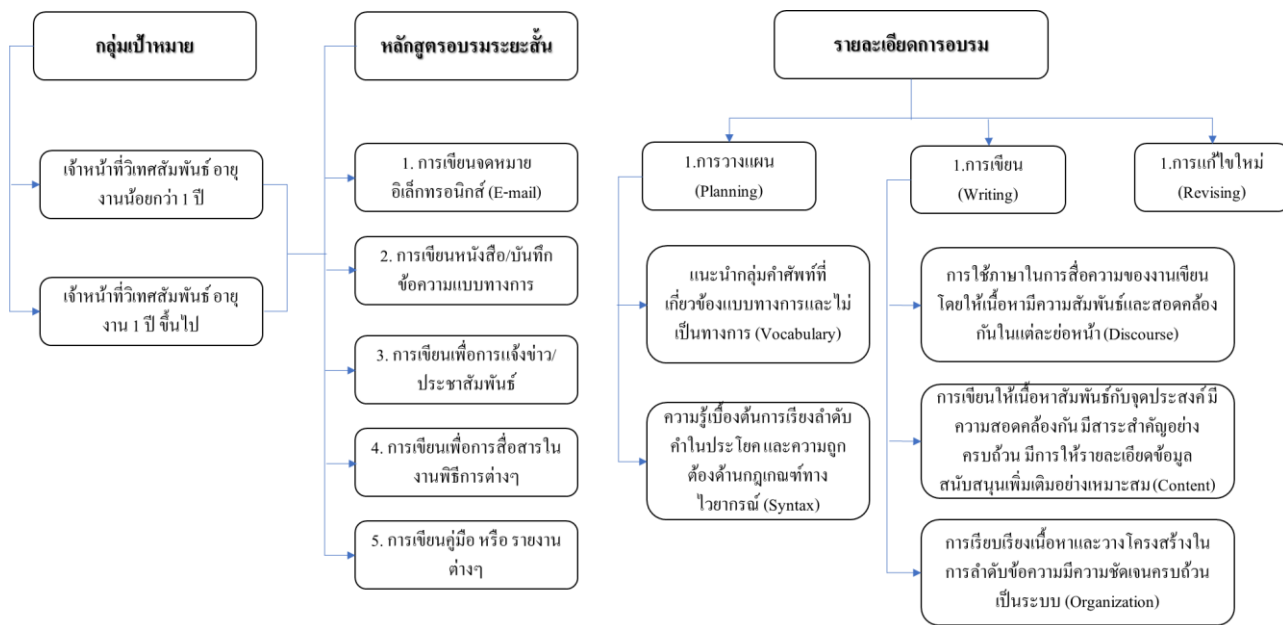 กลุ่มเป้าหมาย
เจ้าหน้าที่วิเทศสัมพันธ์ อายุ
งานน้อยกว่า 1 ปี
เจ้าหน้าที่วิเทศสัมพันธ์ อายุ
งาน 1 ปี ขึ้นไป
หลักสูตรอบรมระยะสั้น
1. การเขียนจดหมาย
อิเล็กทรอนิกส์ (E-mail)
2. การเขียนหนังสือ/บันทึก
ข้อความแบบทางการ
3. การเขียนเพื่อการแจ้งข่าว/
ประชาสัมพันธ์
4. การเขียนเพื่อการสื่อสารใน
งานพิธีการต่างๆ
5. การเขียนคู่มือ หรือ รายงาน
ต่างๆ
รายละเอียดการอบรม
1.การวางแผน
(Planning)
แนะนำกลุ่มคำศัพท์ที่
เกี่ยวข้องแบบทางการและ ไม่
เป็นทางการ (Vocabulary)
ความรู้เบื้องต้นการเรียงลำดับ
คำในประโยค และความถูก
ต้องด้านกฎเกณฑ์ทาง
ไวยากรณ์ (Syntax)
1.การเขียน
(Writing)
การใช้ภาษาในการสื่อความของงานเขียน
โดยให้เนื้อหามีความสัมพันธ์และสอดคล้อง
กันในแต่ละย่อหน้า (Discourse)
การเขียนให้เนื้อหาสัมพันธ์กับจุดประสงค์ มี
ความสอดคล้องกัน มีสาระสำคัญอย่าง
ครบถ้วน มีการให้รายละเอียดข้อมูล
สนับสนุนเพิ่มเติมอย่างเหมาะสม (Content)
การเรียบเรียงเนื้อหาและวางโครงสร้างใน
การลำดับข้อความมีความชัดเจนครบถ้วน
เป็นระบบ (Organization)
1.การแก้ไขใหม่
(Revising)